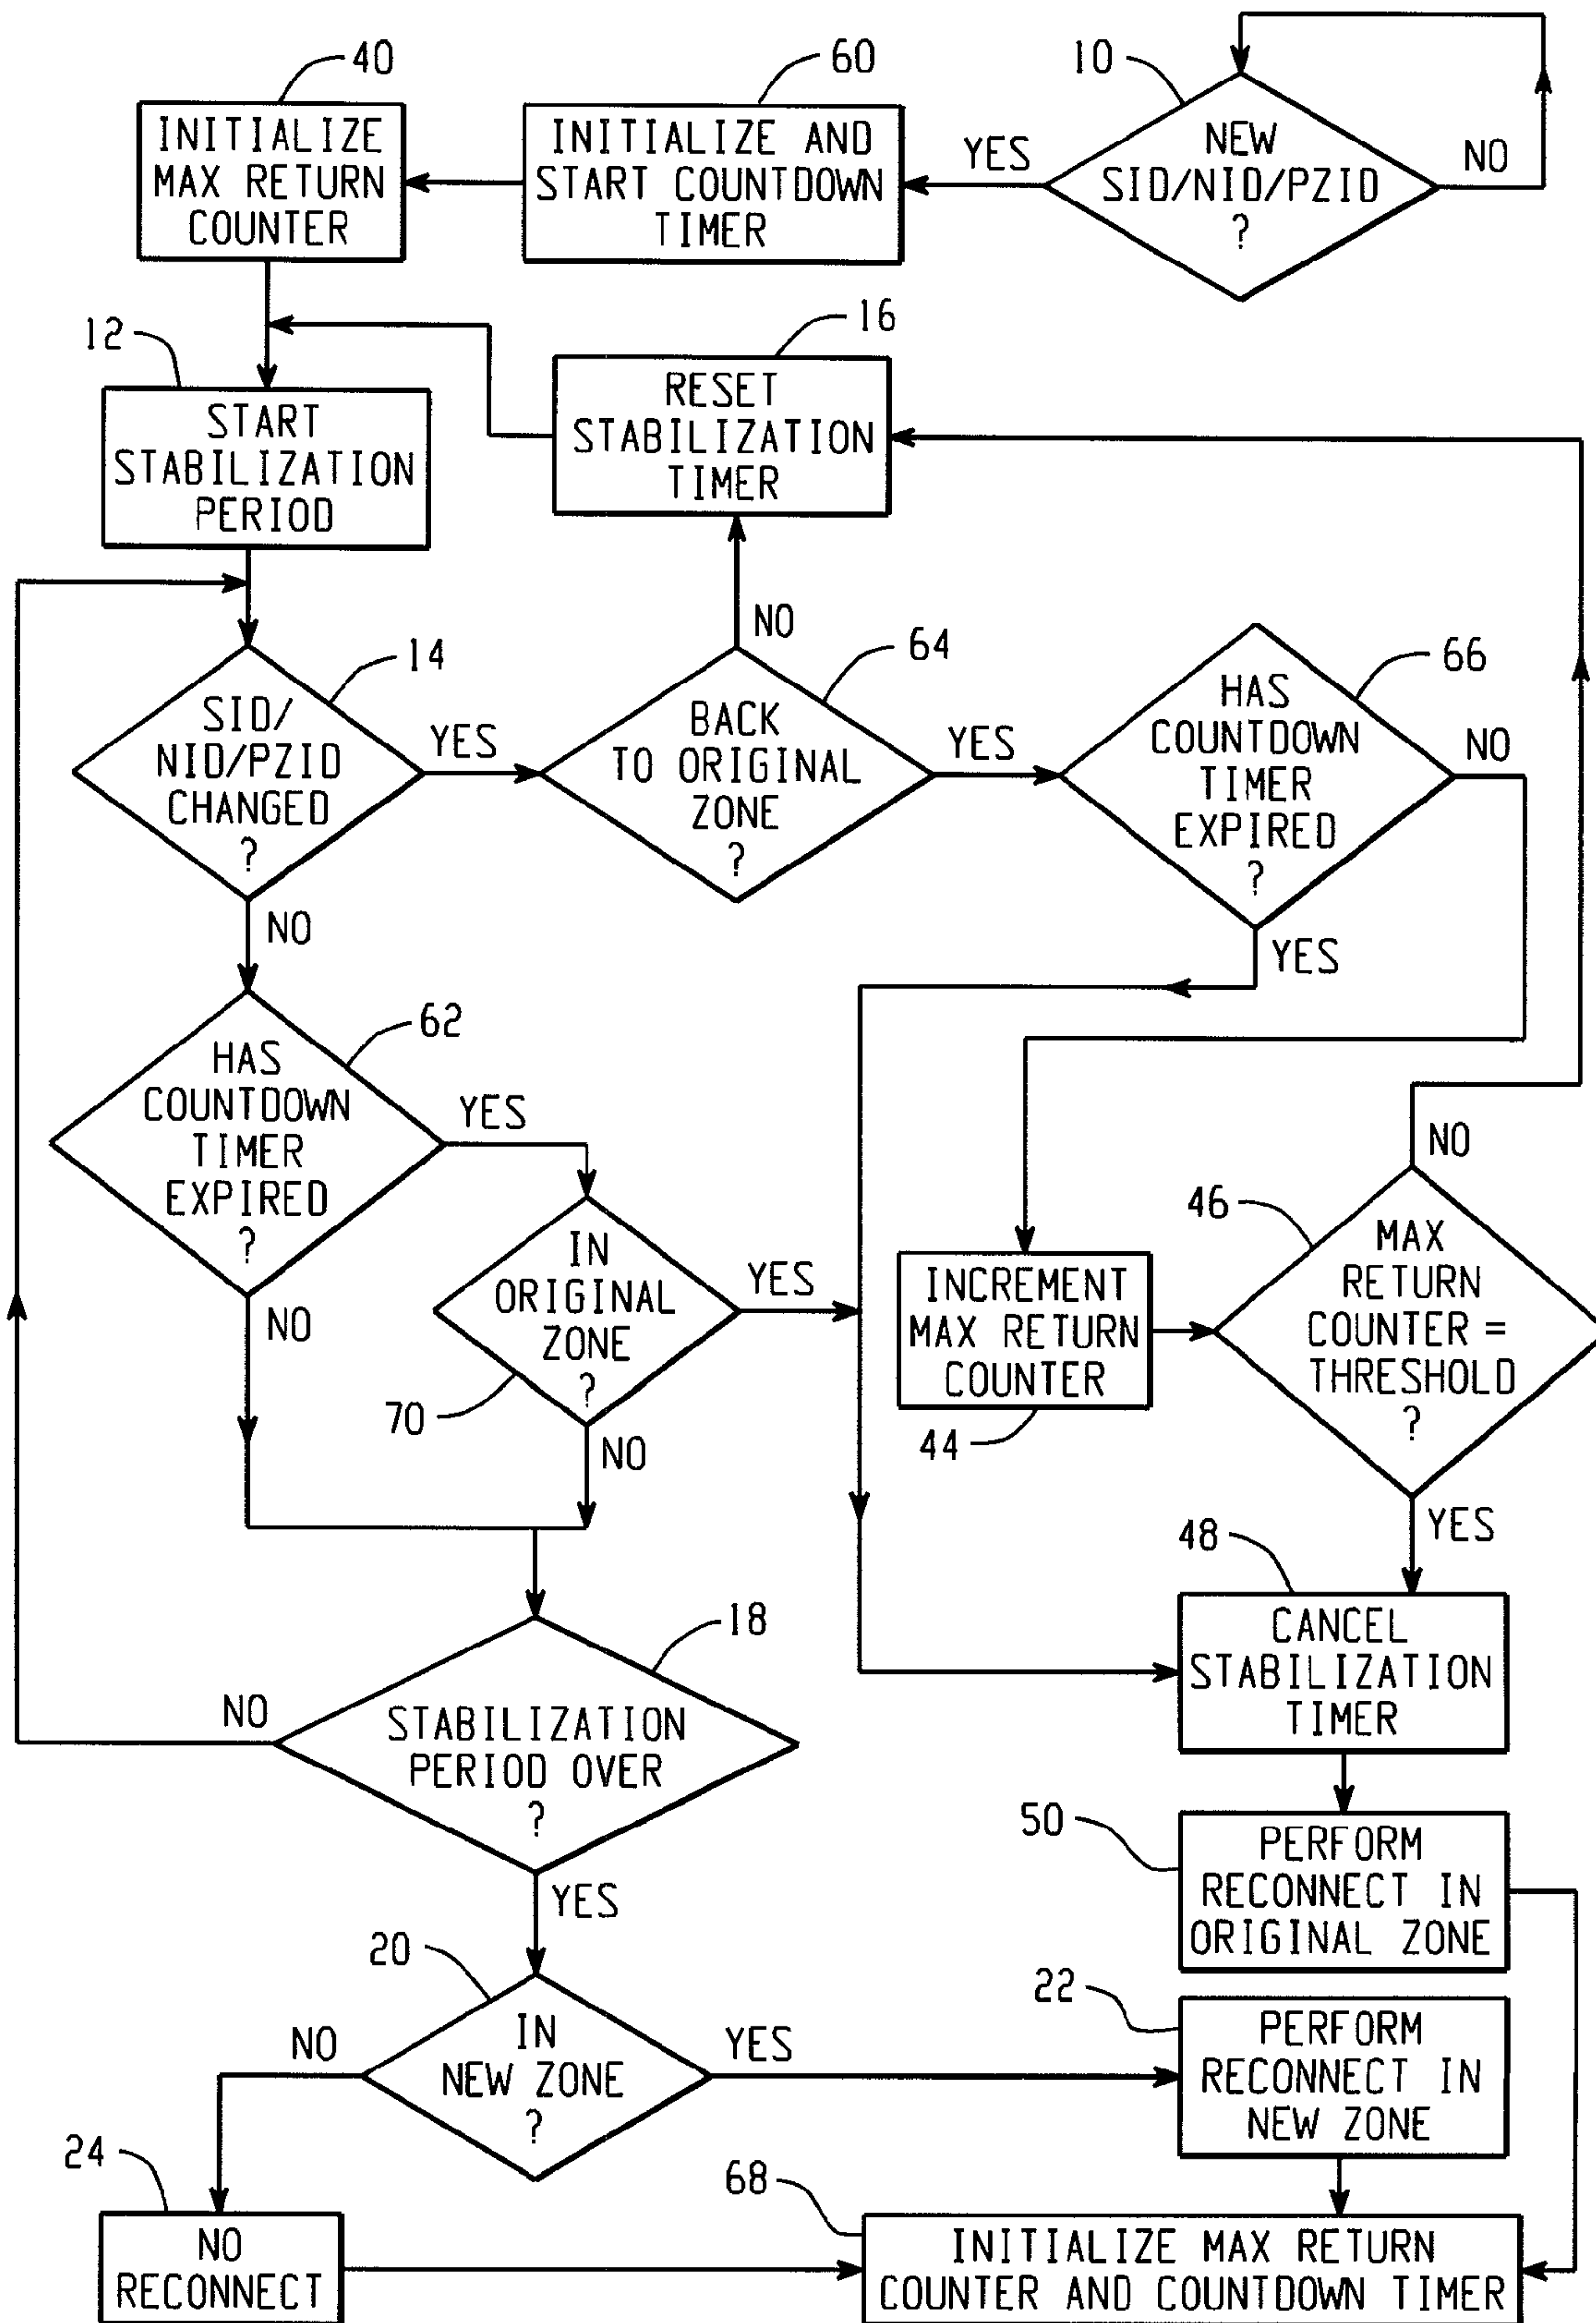 40
60
10
INITIALIZE
MAX RETURN
COUNTER
INITIALIZE AND
START COUNTDOWN
TIMER
YES
NEW
SID/NID/PZID
?
NO
12
16
START
STABILIZATION
PERIOD
RESET
STABILIZATION
TIMER
NO
14
64
66
SID/
NID/PZID
CHANGED
?
YES
BACK
TO ORIGINAL
ZONE
?
YES
HAS
COUNTDOWN
TIMER
EXPIRED
?
NO
NO
YES
62
HAS
COUNTDOWN
TIMER
EXPIRED
?
YES
NO
46
IN
ORIGINAL
ZONE
?
YES
NO
70
NO
INCREMENT
MAX RETURN
COUNTER
44
MAX
RETURN
COUNTER =
THRESHOLD
?
YES
48
18
CANCEL
STABILIZATION
TIMER
NO
STABILIZATION
PERIOD OVER
?
YES
50
PERFORM
RECONNECT IN
ORIGINAL ZONE
20
22
NO
IN
NEW ZONE
?
YES
PERFORM
RECONNECT IN
NEW ZONE
24
68
NO
RECONNECT
INITIALIZE MAX RETURN
COUNTER AND COUNTDOWN TIMER